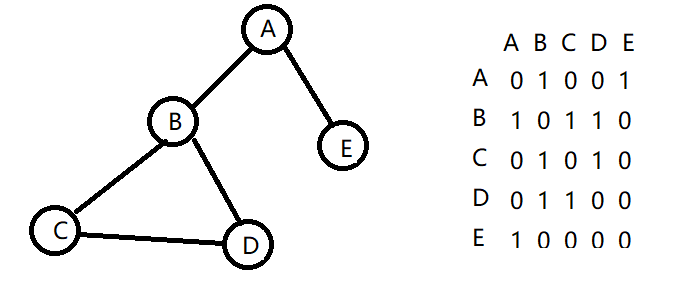 A
B
E
C
D
A B C D E
A 0 1 0 0 1
B 1 0 1 1 0
C 0 1 0 1 0
D 0 1 1 0 0
E 1 0 0 0 0